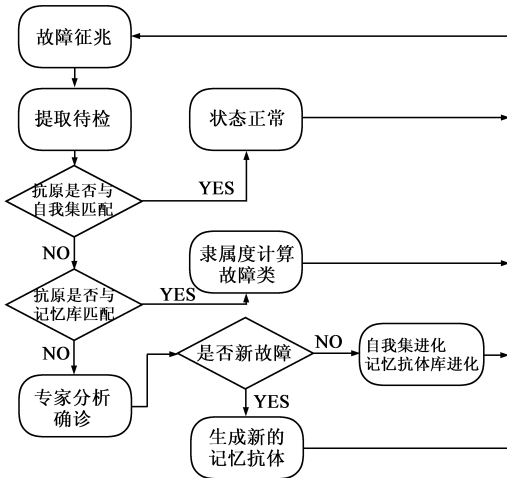 故障征兆
提取待检
状态正常
抗原是否与
自我集匹配
YES
NO
抗原是否与
记忆库匹配
YES
隶属度计算
故障类
NO
专家分析
确诊
是否新故障
NO
自我集进化
记忆抗体库进化
YES
生成新的
记忆抗体